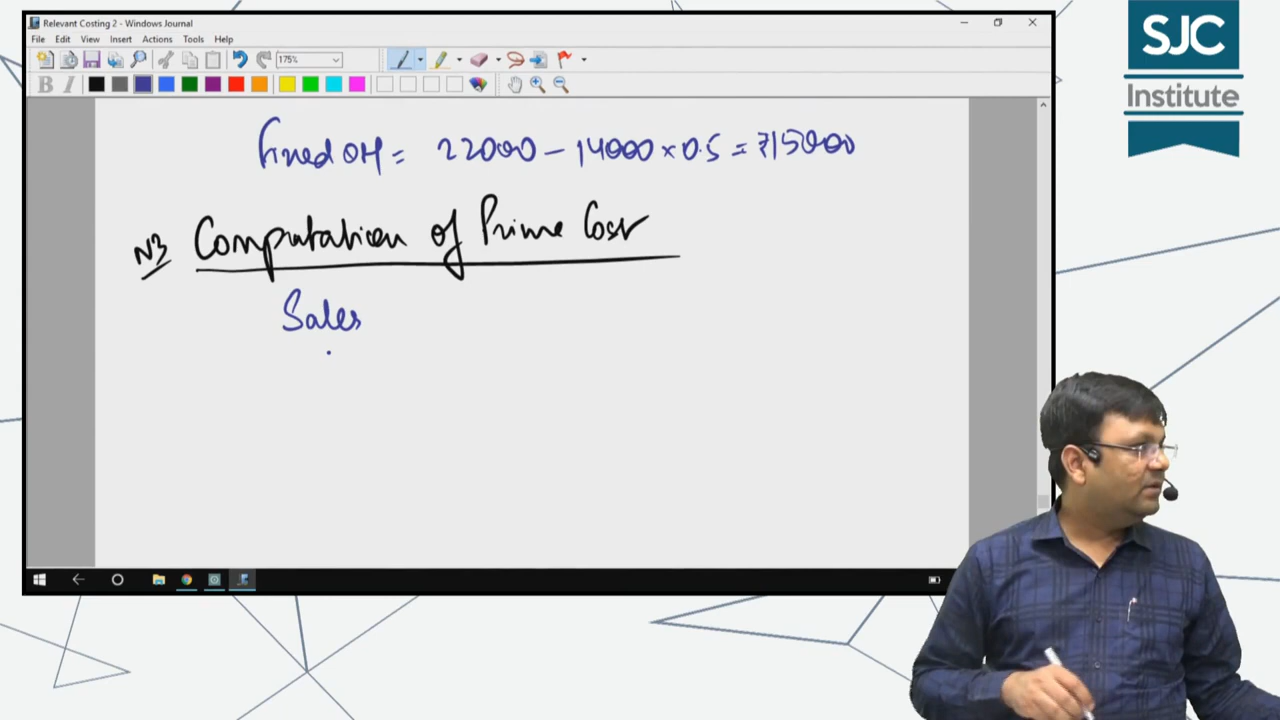 Relevant Costing 2 - Windows Journal
File Edit View Insert Actions Tools Help
175%
B I
Fixed OH = 22000 - 14000 × 0.5 = ₹15000
N3 Computation of Prime Cost
Sales
SJC
Institute